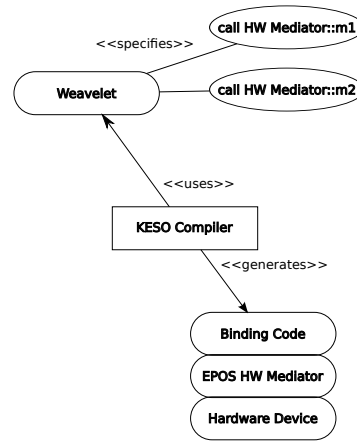 call HW Mediator::m1
<<specifies>>
call HW Mediator::m2
Weavelet
<<uses>>
KESO Compiler
<<generates>>
Binding Code
EPOS HW Mediator
Hardware Device